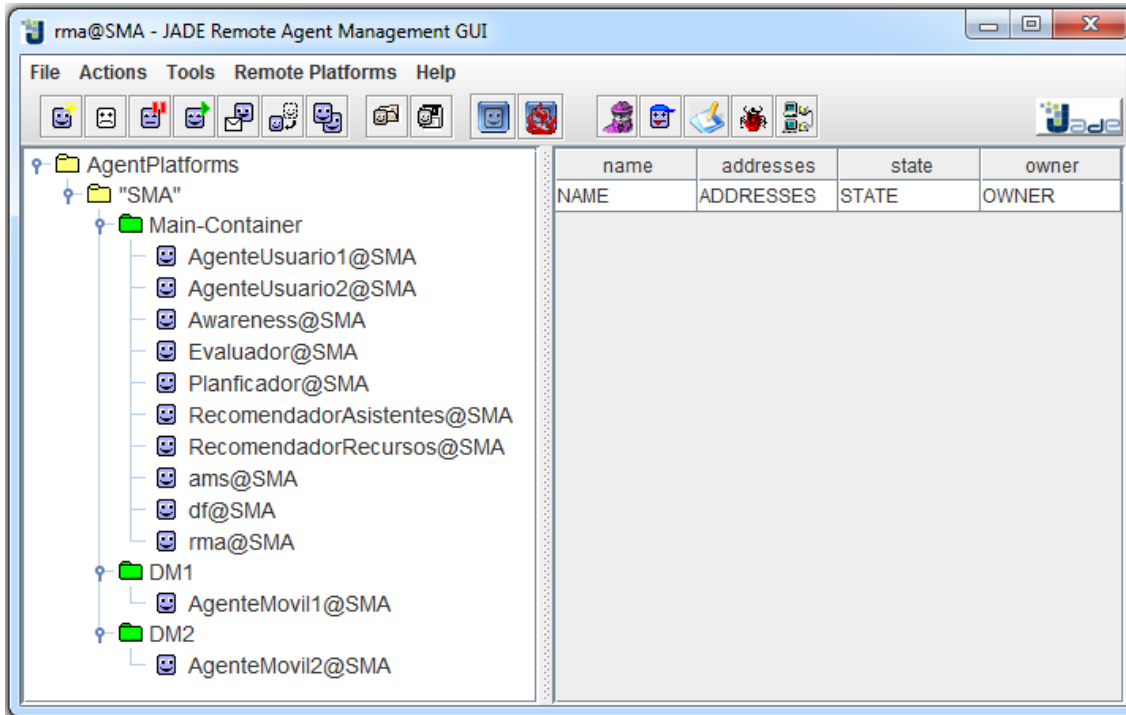 rma@SMA - JADE Remote Agent Management GUI
File Actions Tools Remote Platforms Help
Jade
AgentPlatforms
"SMA"
Main-Container
AgenteUsuario1@SMA
AgenteUsuario2@SMA
Awareness@SMA
Evaluador@SMA
Planficador@SMA
RecomendadorAsistentes@SMA
RecomendadorRecursos@SMA
ams@SMA
df@SMA
rma@SMA
DM1
AgenteMovil1@SMA
DM2
AgenteMovil2@SMA
name addresses state owner
NAME ADDRESSES STATE OWNER